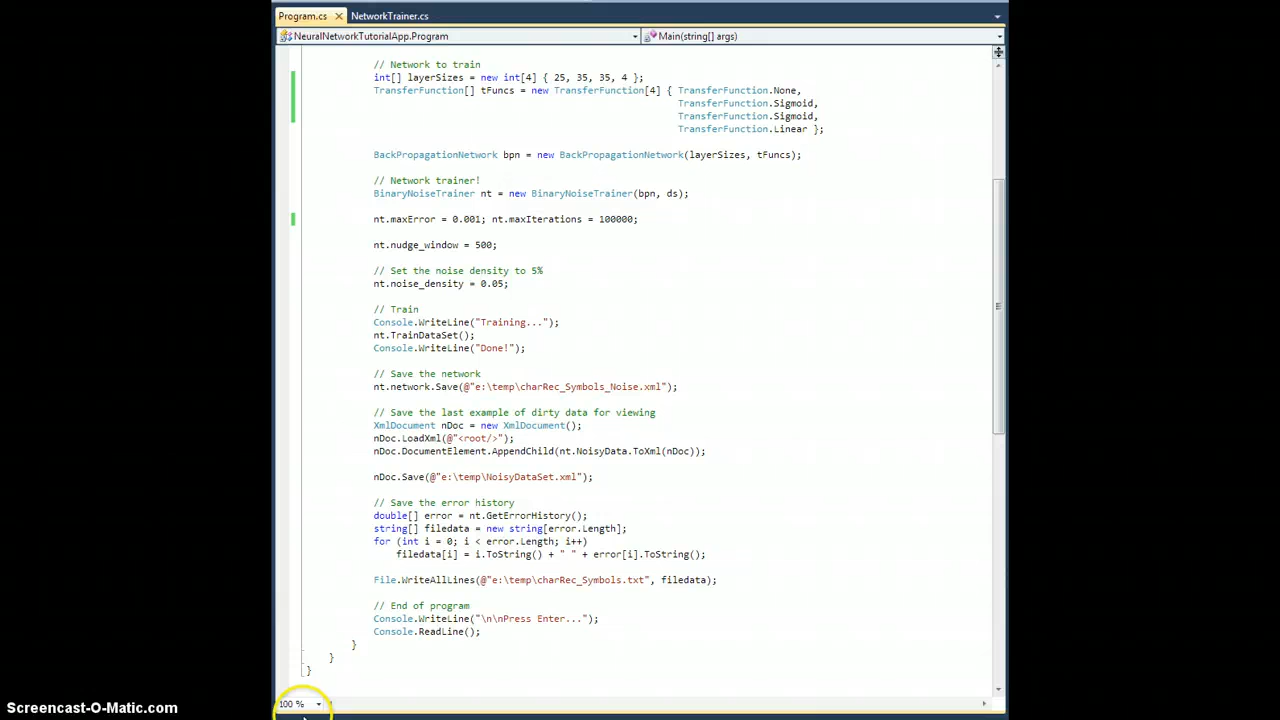 Program.cs NetworkTrainer.cs
NeuralNetworkTutorialApp.Program Main(string[] args)
// Network to train
int[] layerSizes = new int[4] { 25, 35, 35, 4 };
TransferFunction[] tFuncs = new TransferFunction[4] { TransferFunction.None,
TransferFunction.Sigmoid,
TransferFunction.Sigmoid,
TransferFunction.Linear };
BackPropagationNetwork bpn = new BackPropagationNetwork(layerSizes, tFuncs);
// Network trainer!
BinaryNoiseTrainer nt = new BinaryNoiseTrainer(bpn, ds);
nt.maxError = 0.001; nt.maxIterations = 100000;
nt.nudge_window = 500;
// Set the noise density to 5%
nt.noise_density = 0.05;
// Train
Console.WriteLine("Training...");
nt.TrainDataSet();
Console.WriteLine("Done!");
// Save the network
nt.network.Save(@"e:\temp\charRec_Symbols_Noise.xml");
// Save the last example of dirty data for viewing
XmlDocument nDoc = new XmlDocument();
nDoc.LoadXml(@"<root/>");
nDoc.DocumentElement.AppendChild(nt.NoisyData.ToXml(nDoc));
nDoc.Save(@"e:\temp\NoisyDataSet.xml");
// Save the error history
double[] error = nt.GetErrorHistory();
string[] filedata = new string[error.Length];
for (int i = 0; i < error.Length; i++)
filedata[i] = i.ToString() + " " + error[i].ToString();
File.WriteAllLines(@"e:\temp\charRec_Symbols.txt", filedata);
// End of program
Console.WriteLine("\n\nPress Enter...");
Console.ReadLine();
}
}
}
100 %
Screencast-O-Matic.com